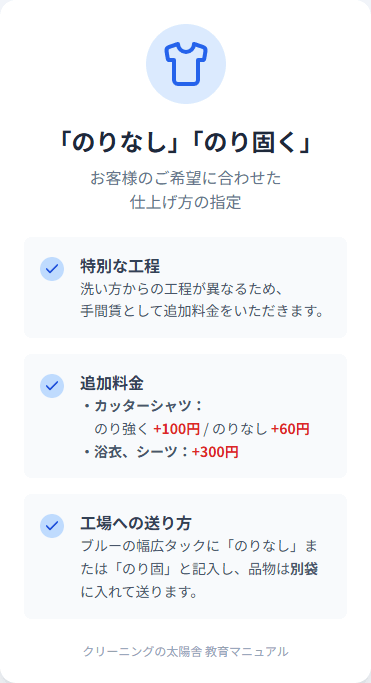 「のりなし」「のり固く」
お客様のご希望に合わせた
仕上げ方の指定
特別な工程
洗い方からの工程が異なるため、
手間賃として追加料金をいただきます。
追加料金
・カッターシャツ：
のり強く +100円 / のりなし +60円
・浴衣、シーツ：+300円
工場への送り方
ブルーの幅広タックに「のりなし」ま
たは「のり固」と記入し、品物は別袋
に入れて送ります。
クリーニングの太陽舎 教育マニュアル